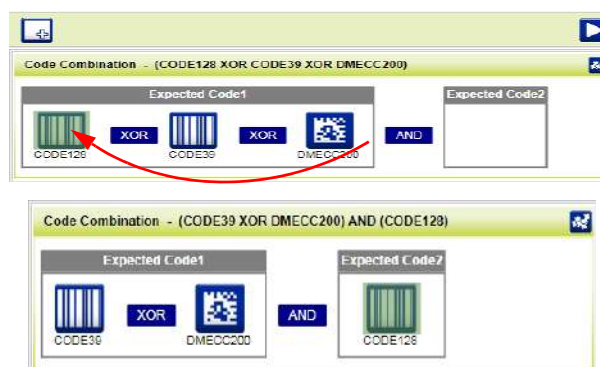 Code Combination - (CODE128 XOR CODE39 XOR DMECC200)
Expected Code1 Expected Code2
XOR XOR AND
CODE128 CODE39 DMECC200
Code Combination - (CODE39 XOR DMECC200) AND (CODE128)
Expected Code1 Expected Code2
XOR AND
CODE39 DMECC200 CODE128